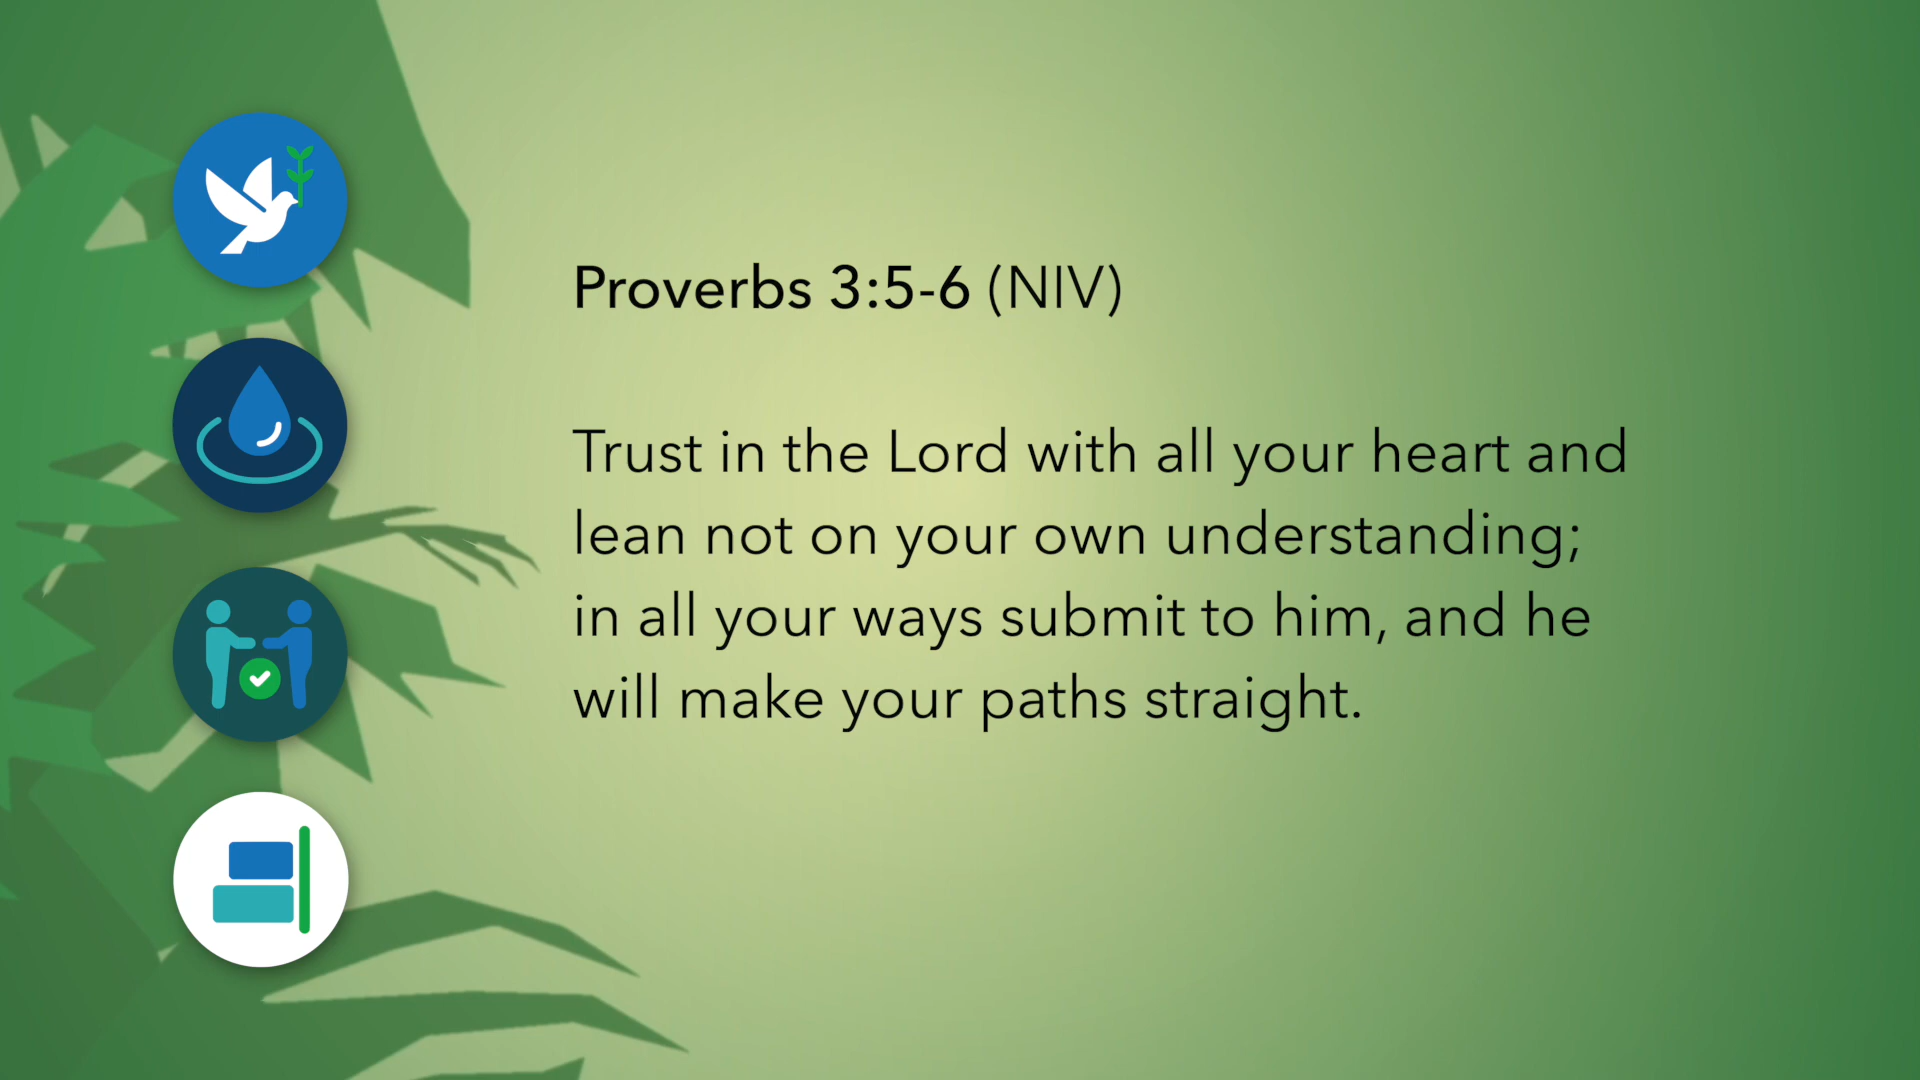 Proverbs 3:5-6 (NIV)
Trust in the Lord with all your heart and
lean not on your own understanding;
in all your ways submit to him, and he
will make your paths straight.